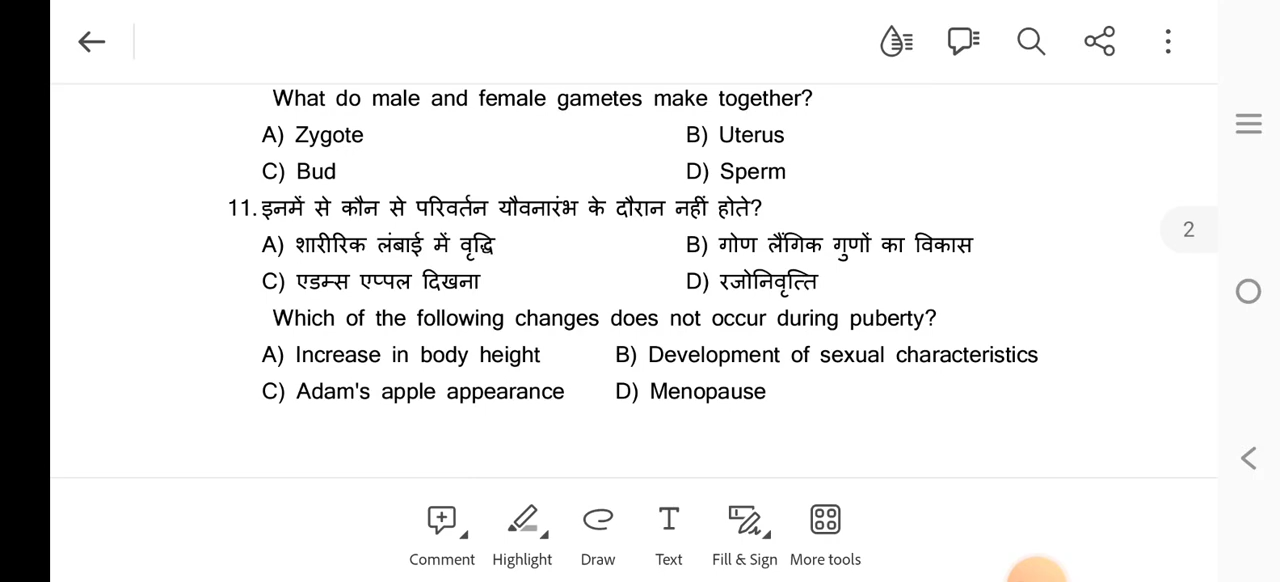 What do male and female gametes make together?
A) Zygote B) Uterus
C) Bud D) Sperm
11. इनमें से कौन से परिवर्तन यौवनारंभ के दौरान नहीं होते?
A) शारीरिक लंबाई में वृद्धि B) गोण लैंगिक गुणों का विकास
C) एडम्स एप्पल दिखना D) रजोनिवृत्ति
2
Which of the following changes does not occur during puberty?
A) Increase in body height B) Development of sexual characteristics
C) Adam's apple appearance D) Menopause
Comment Highlight Draw Text Fill & Sign More tools